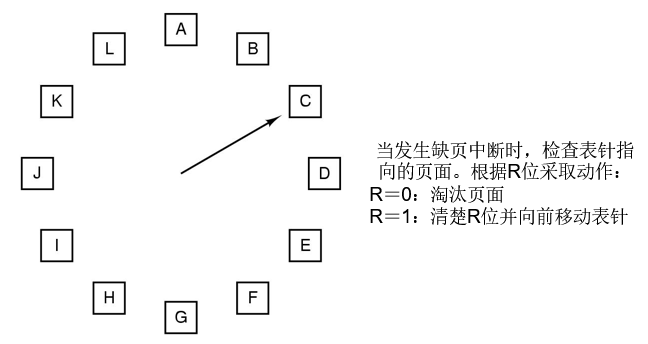 A
B
C
D
E
F
G
H
I
J
K
L
当发生缺页中断时，检查表针指
向的页面。根据R位采取动作：
R＝0：淘汰页面
R＝1：清楚R位并向前移动表针